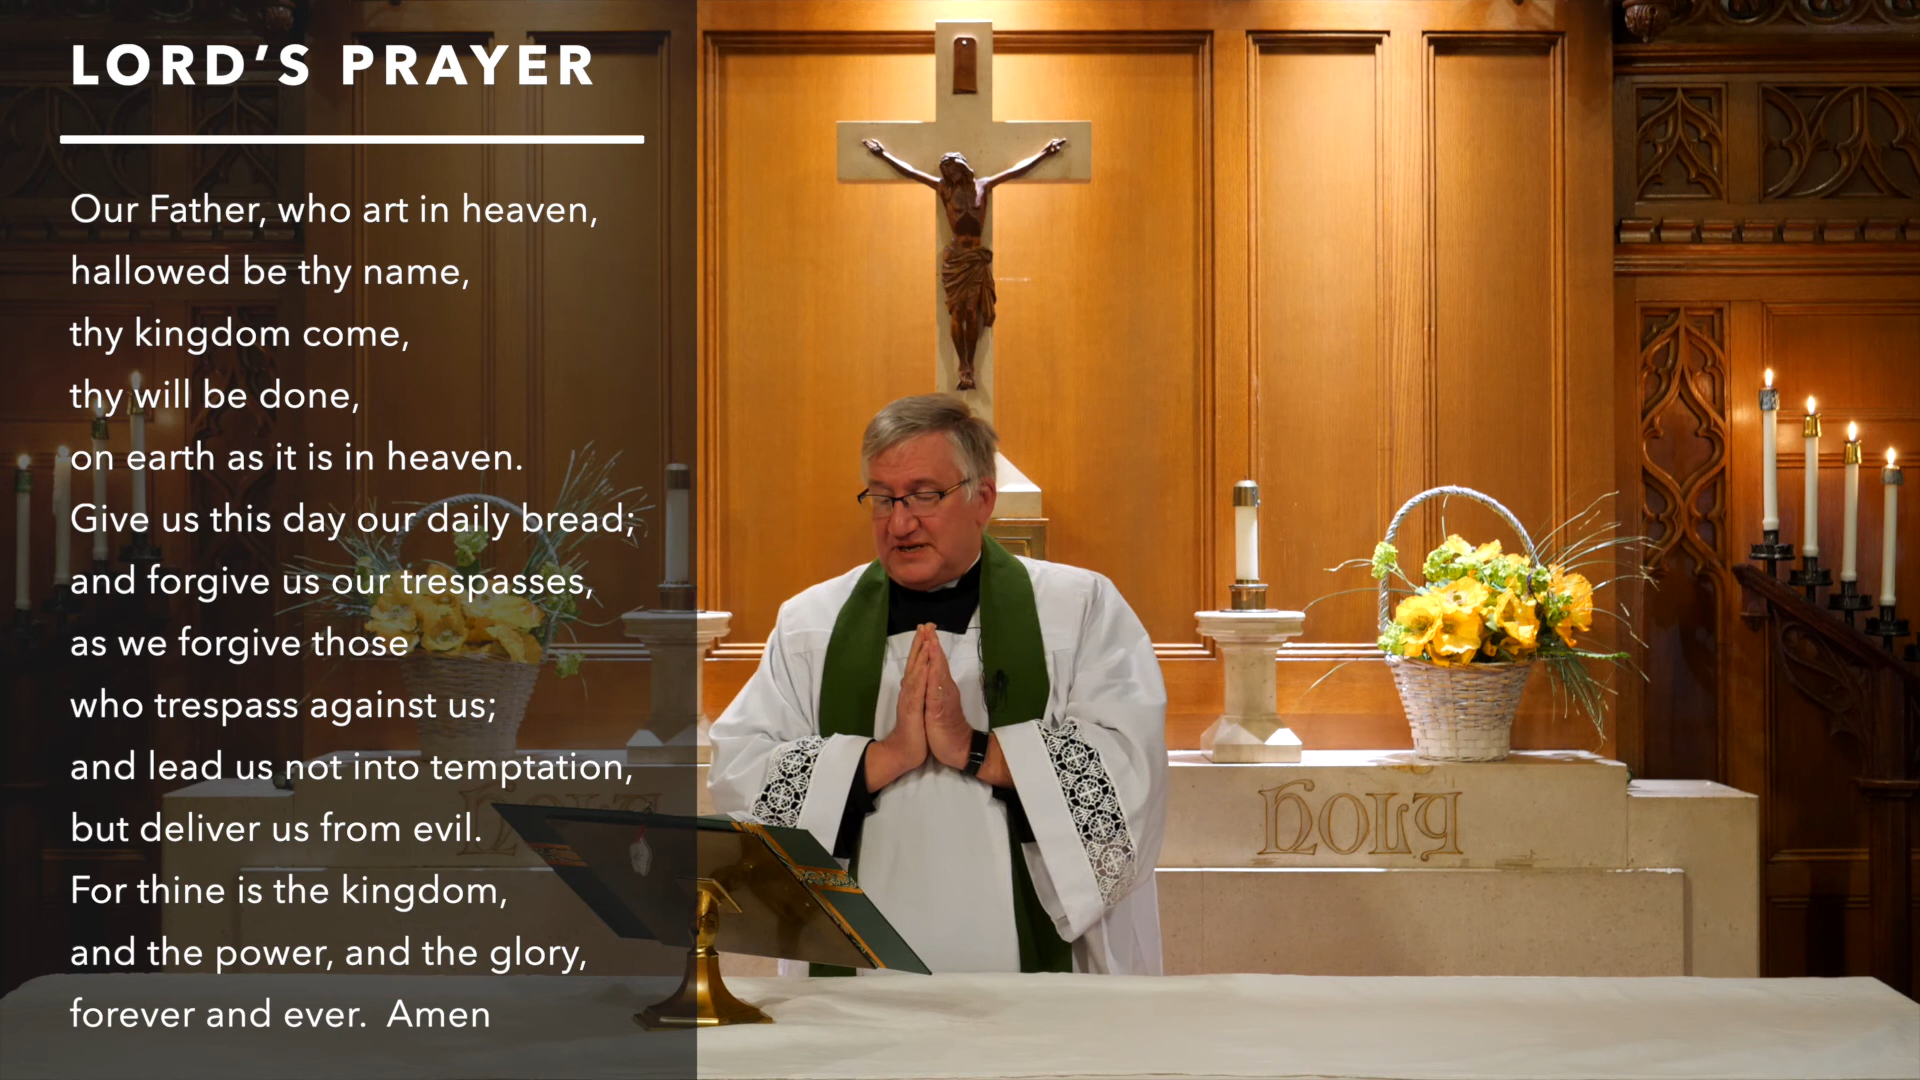 LORD’S PRAYER
Our Father, who art in heaven,
hallowed be thy name,
thy kingdom come,
thy will be done,
on earth as it is in heaven.
Give us this day our daily bread;
and forgive us our trespasses,
as we forgive those
who trespass against us;
and lead us not into temptation,
but deliver us from evil.
For thine is the kingdom,
and the power, and the glory,
forever and ever.  Amen
holy
holy